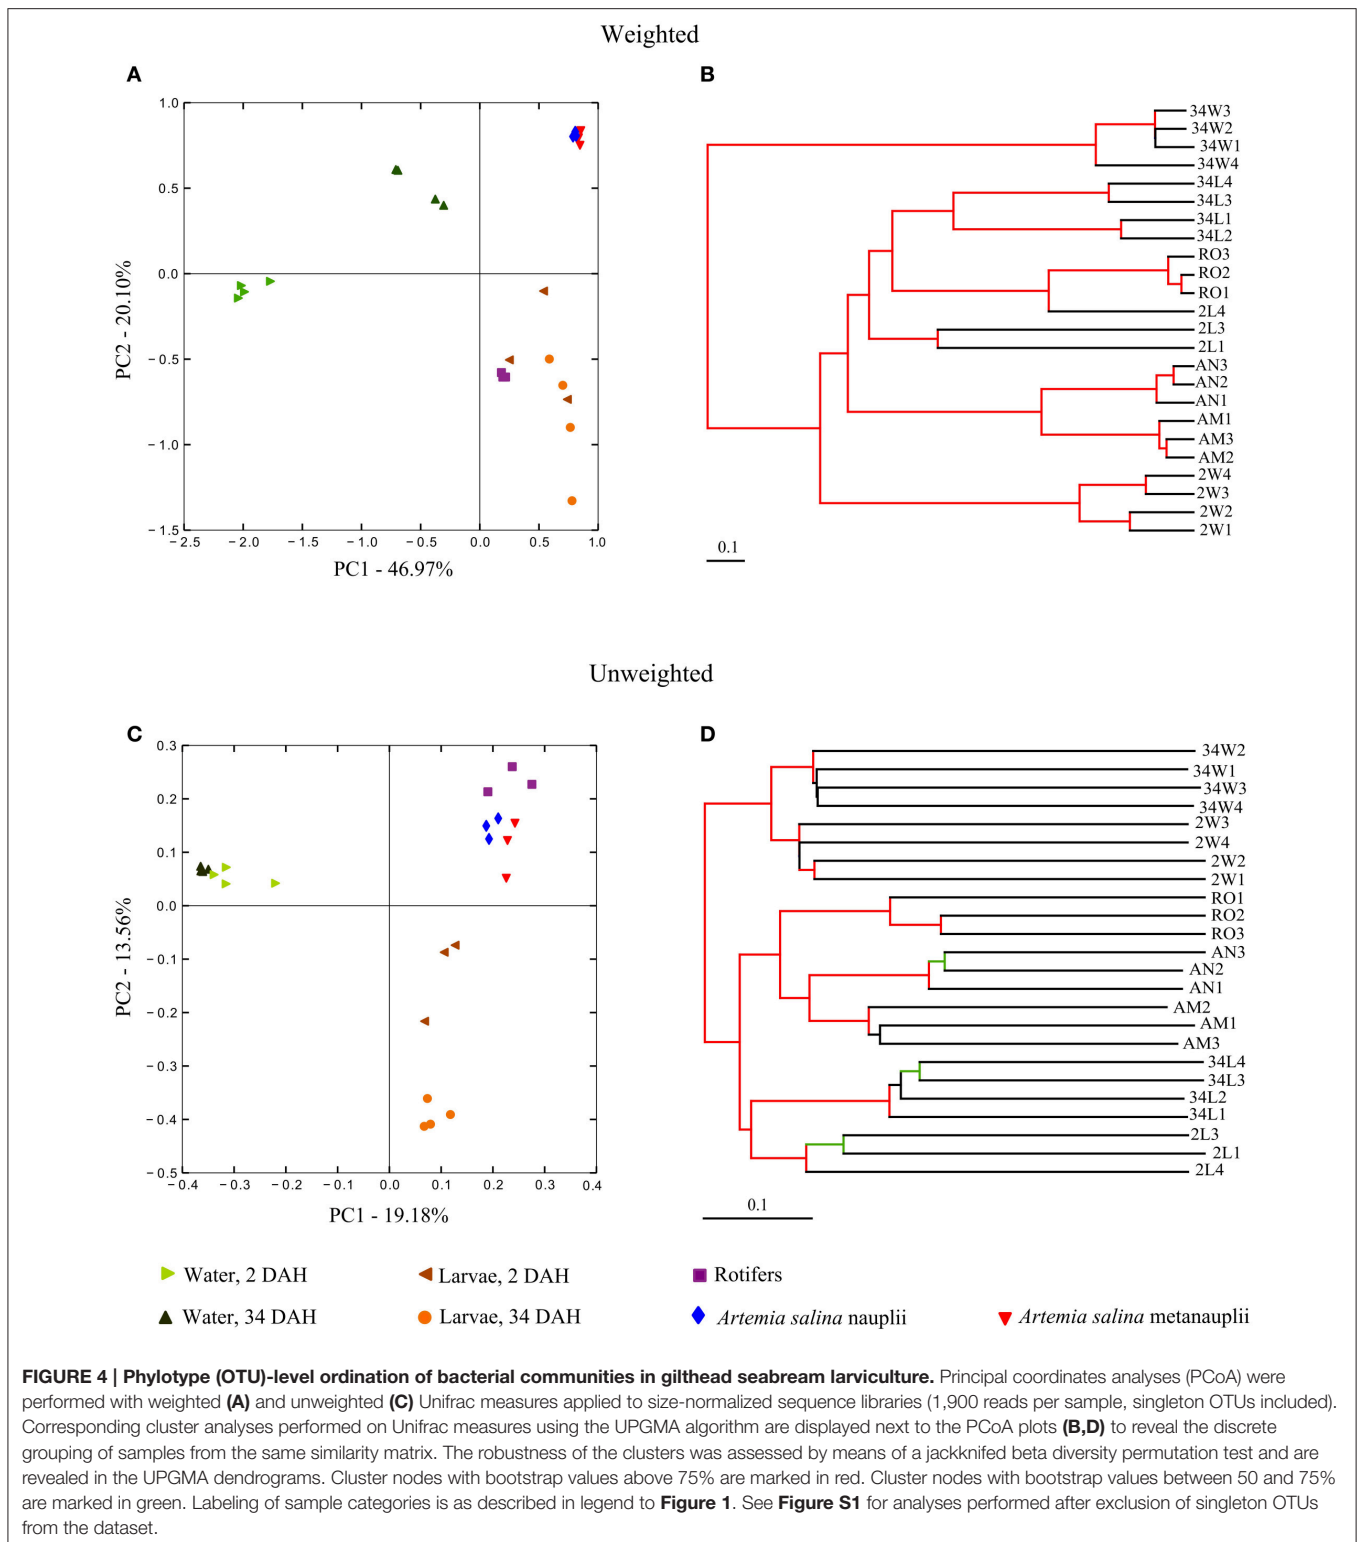 Weighted
A
B
1.0
0.5
0.0
−0.5
−1.0
−1.5
PC2 - 20.10%
−2.5 −2.0 −1.5 −1.0 −0.5 0.0 0.5 1.0
PC1 - 46.97%
34W3
34W2
34W1
34W4
34L4
34L3
34L1
34L2
RO3
RO2
RO1
2L4
2L3
2L1
AN3
AN2
AN1
AM1
AM3
AM2
2W4
2W3
2W2
2W1
0.1
Unweighted
C
D
0.3
0.2
0.1
0.0
−0.1
−0.2
−0.3
−0.4
−0.5
PC2 - 13.56%
−0.4 −0.3 −0.2 −0.1 0.0 0.1 0.2 0.3 0.4
PC1 - 19.18%
34W2
34W1
34W3
34W4
2W3
2W4
2W2
2W1
RO1
RO2
RO3
AN3
AN2
AN1
AM2
AM1
AM3
34L4
34L3
34L2
34L1
2L3
2L1
2L4
0.1
Water, 2 DAH
Larvae, 2 DAH
Rotifers
Water, 34 DAH
Larvae, 34 DAH
Artemia salina nauplii
Artemia salina metanauplii
FIGURE 4 | Phylotype (OTU)-level ordination of bacterial communities in gilthead seabream larviculture. Principal coordinates analyses (PCoA) were
performed with weighted (A) and unweighted (C) Unifrac measures applied to size-normalized sequence libraries (1,900 reads per sample, singleton OTUs included).
Corresponding cluster analyses performed on Unifrac measures using the UPGMA algorithm are displayed next to the PCoA plots (B,D) to reveal the discrete
grouping of samples from the same similarity matrix. The robustness of the clusters was assessed by means of a jackknifed beta diversity permutation test and are
revealed in the UPGMA dendrograms. Cluster nodes with bootstrap values above 75% are marked in red. Cluster nodes with bootstrap values between 50 and 75%
are marked in green. Labeling of sample categories is as described in legend to Figure 1. See Figure S1 for analyses performed after exclusion of singleton OTUs
from the dataset.